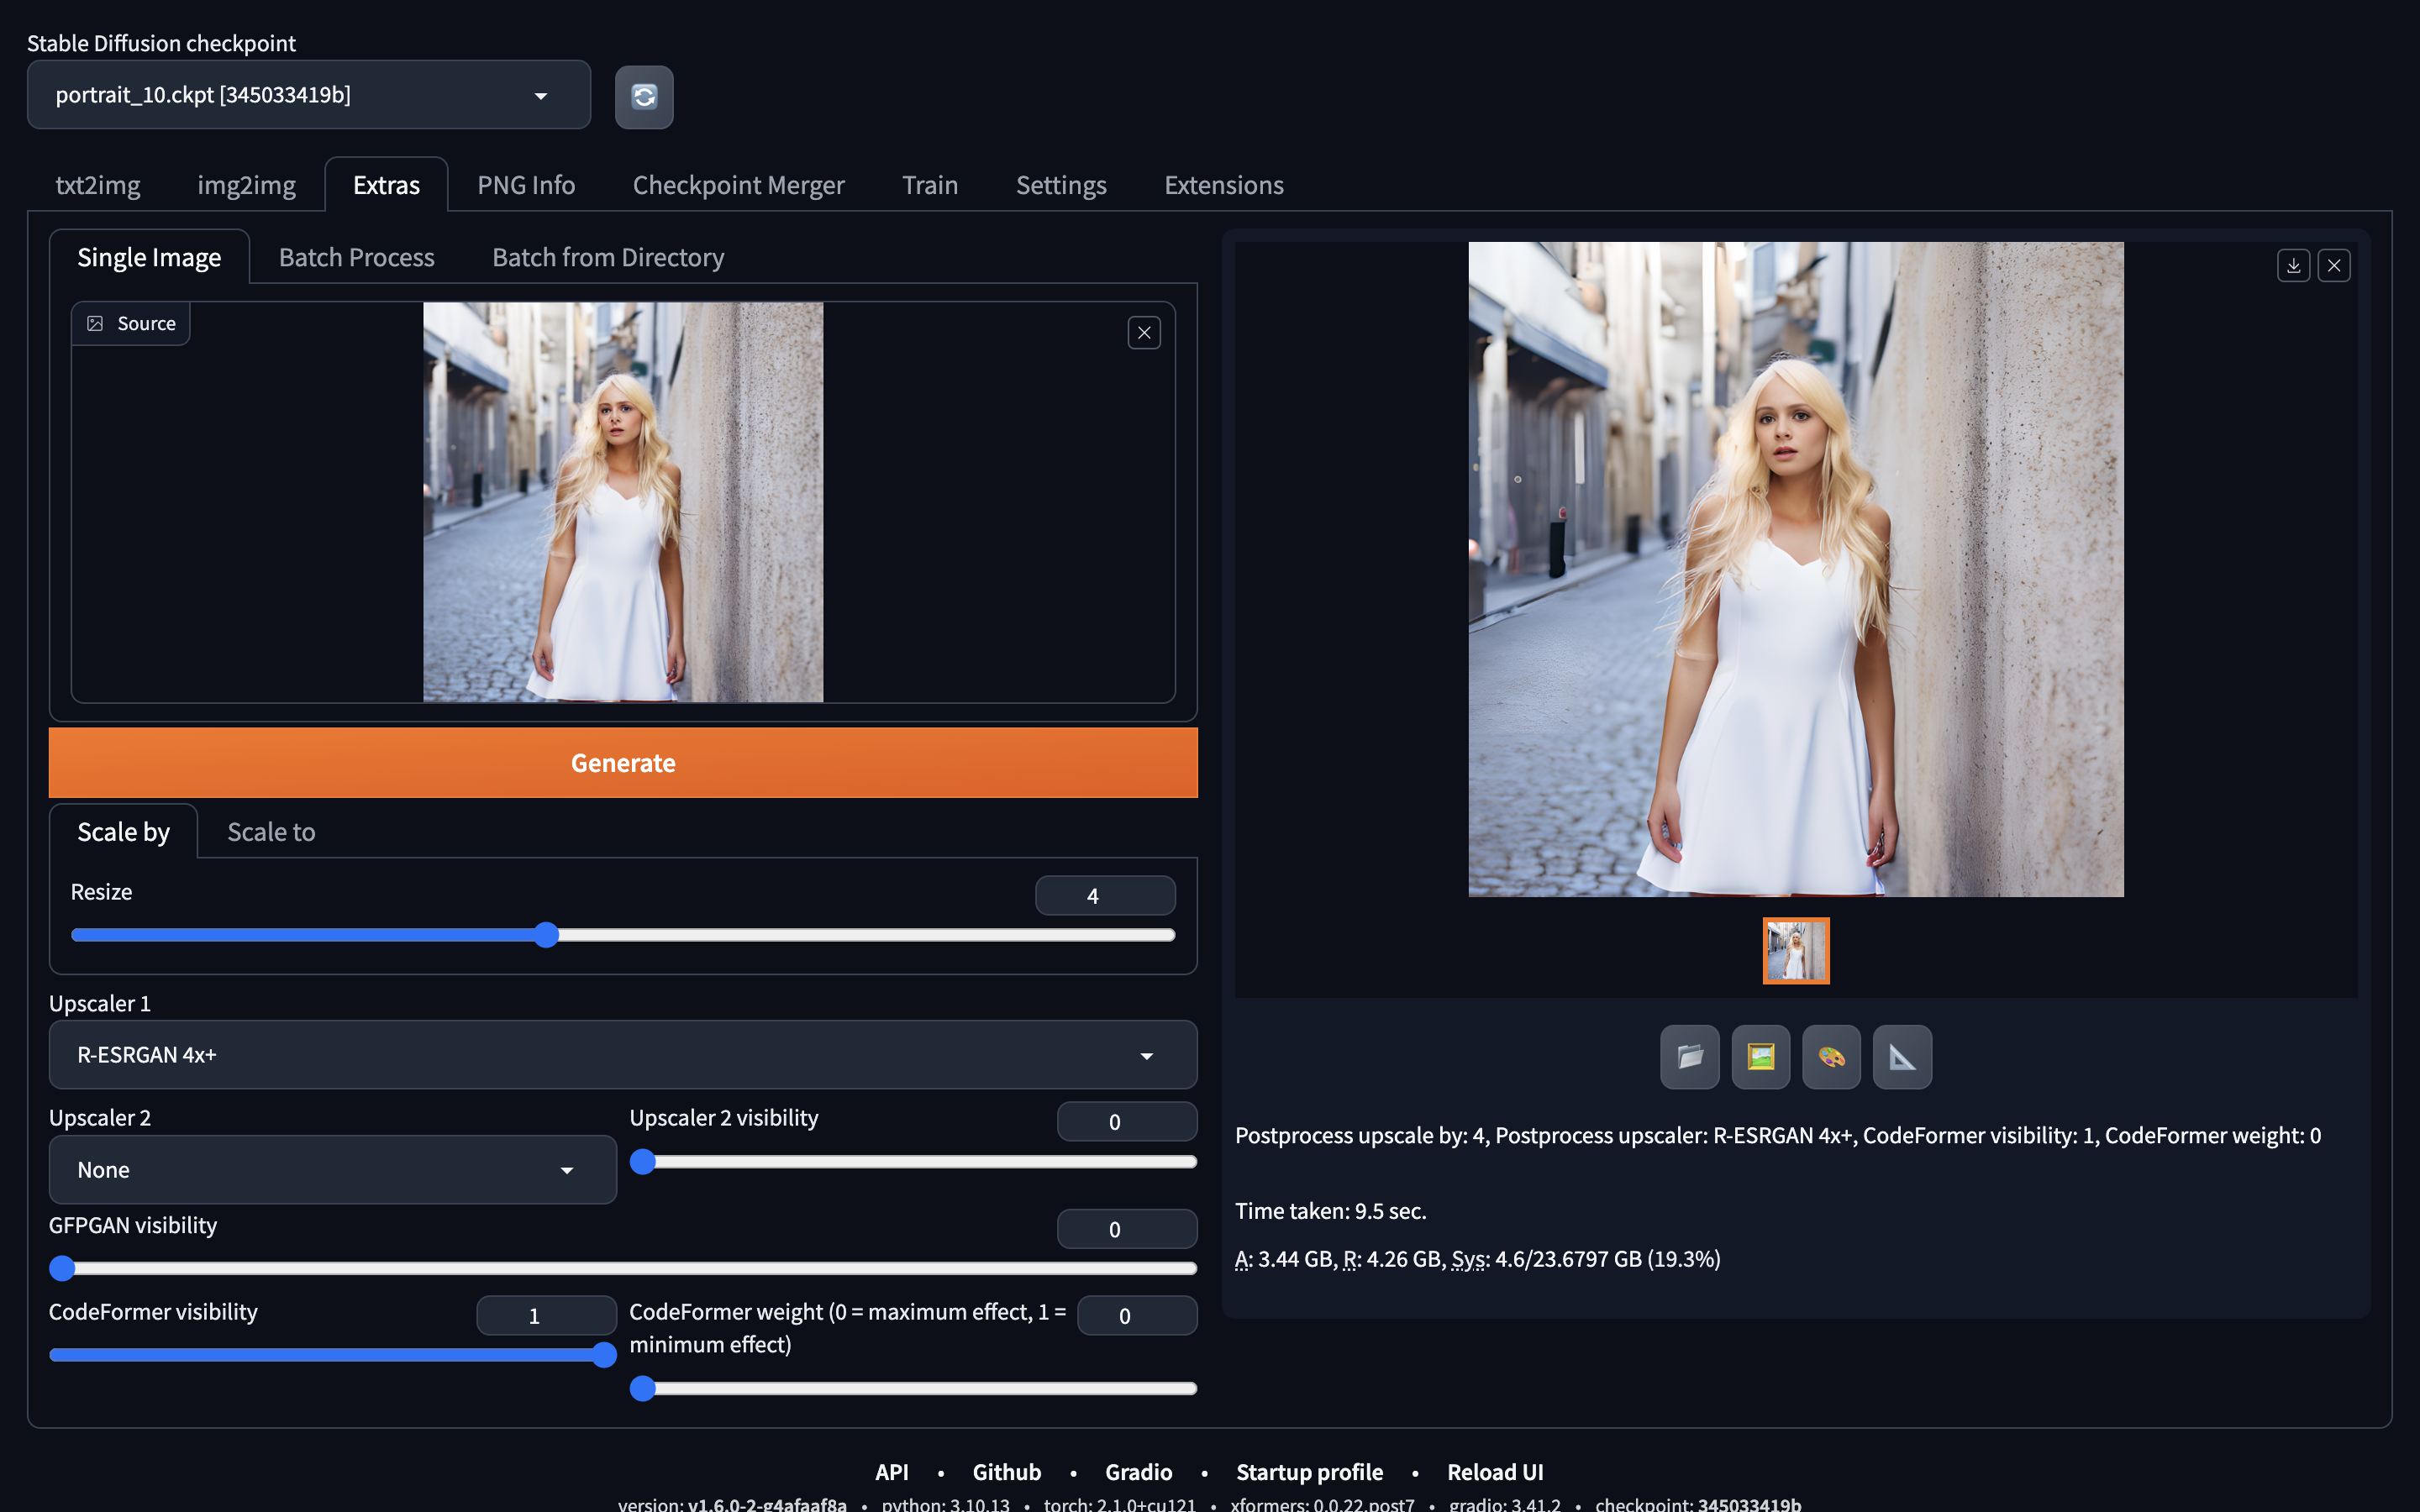 Stable Diffusion checkpoint
portrait_10.ckpt [345033419b]
txt2img img2img Extras PNG Info Checkpoint Merger Train Settings Extensions
Single Image Batch Process Batch from Directory
Source
Generate
Scale by Scale to
Resize 4
Upscaler 1
R-ESRGAN 4x+
Upscaler 2
None
Upscaler 2 visibility 0
GFPGAN visibility 0
CodeFormer visibility 1
CodeFormer weight (0 = maximum effect, 1 = 0
minimum effect)
Postprocess upscale by: 4, Postprocess upscaler: R-ESRGAN 4x+, CodeFormer visibility: 1, CodeFormer weight: 0
Time taken: 9.5 sec.
A: 3.44 GB, R: 4.26 GB, Sys: 4.6/23.6797 GB (19.3%)
API • Github • Gradio • Startup profile • Reload UI
version: v1.6.0-2-g4afaaf8a • python: 3.10.13 • torch: 2.1.0+cu121 • xformers: 0.0.22.post7 • gradio: 3.41.2 • checkpoint: 345033419b